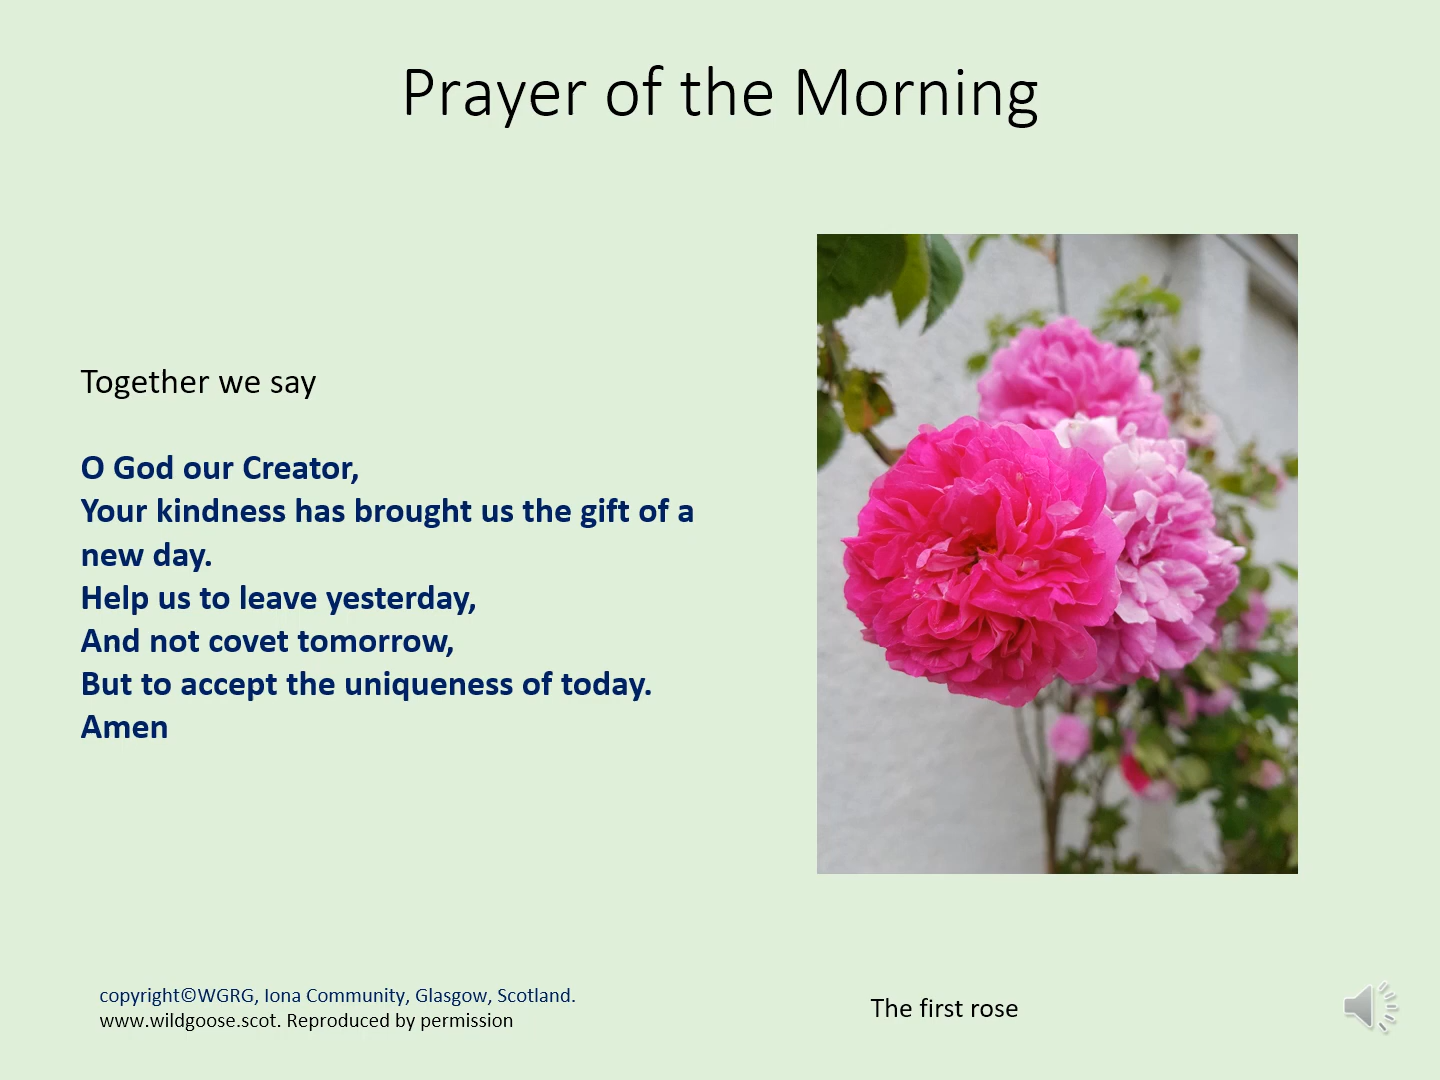 Prayer of the Morning
Together we say
O God our Creator,
Your kindness has brought us the gift of a
new day.
Help us to leave yesterday,
And not covet tomorrow,
But to accept the uniqueness of today.
Amen
copyright©WGRG, Iona Community, Glasgow, Scotland.
www.wildgoose.scot. Reproduced by permission
The first rose